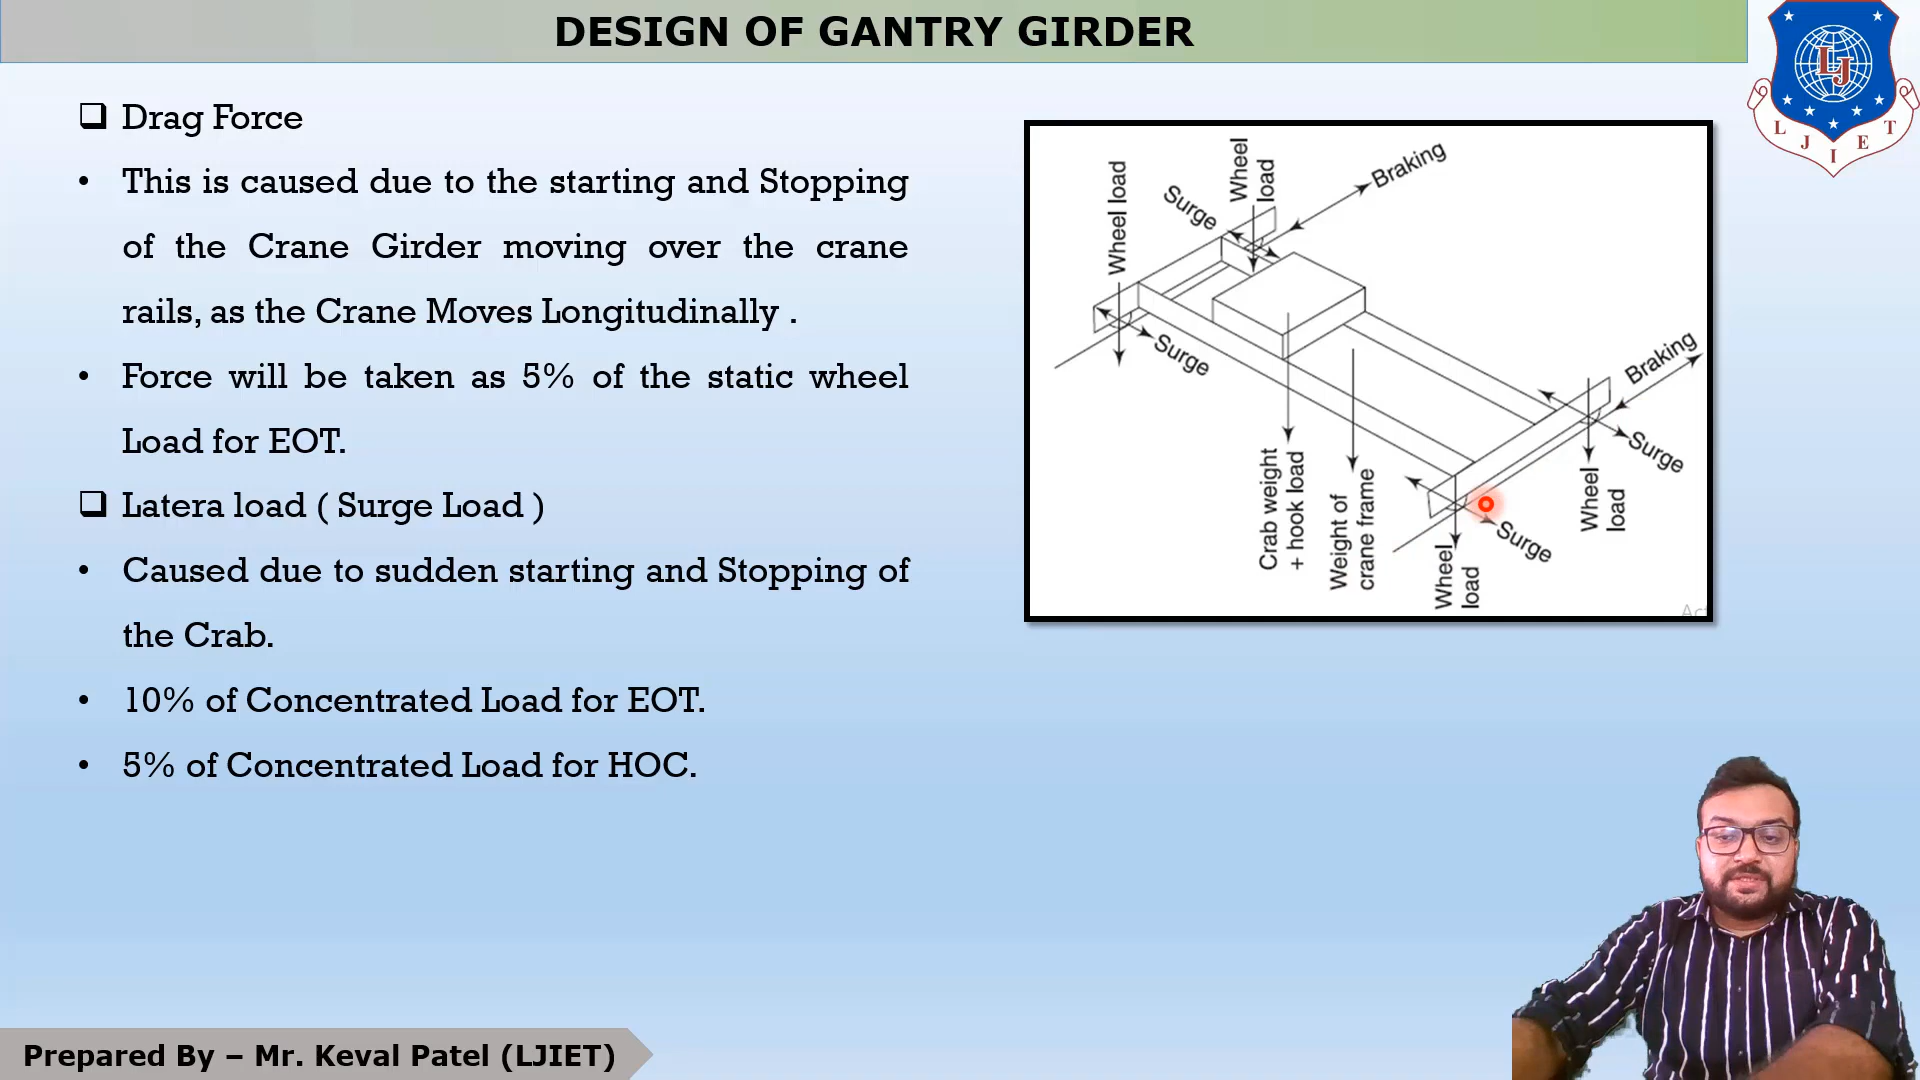 DESIGN OF GANTRY GIRDER
❑ Drag Force
• This is caused due to the starting and Stopping
of the Crane Girder moving over the crane
rails, as the Crane Moves Longitudinally .
• Force will be taken as 5% of the static wheel
Load for EOT.
❑ Latera load ( Surge Load )
• Caused due to sudden starting and Stopping of
the Crab.
• 10% of Concentrated Load for EOT.
• 5% of Concentrated Load for HOC.
Wheel load
Surge
Wheel
load
Braking
Surge
Braking
Surge
Crab weight
+ hook load
Weight of
crane frame
Wheel
load
Surge
Wheel
load
L J I E T
LJ
Prepared By – Mr. Keval Patel (LJIET)